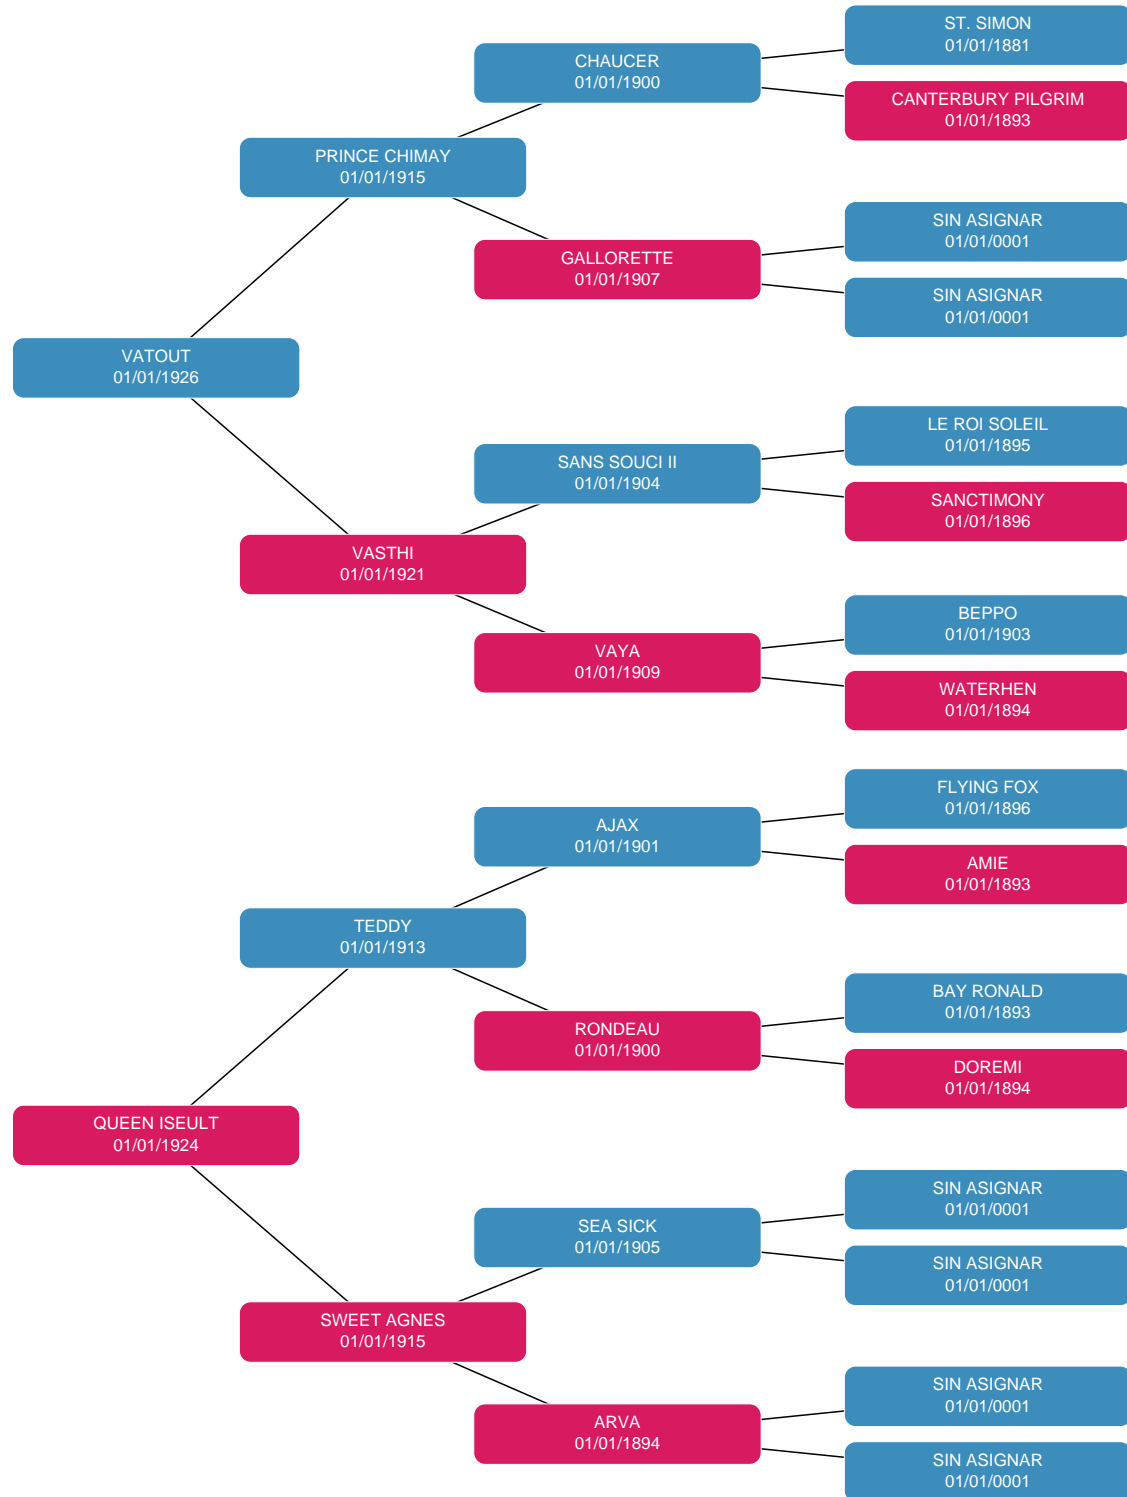 ST. SIMON
01/01/1881
CHAUCER
01/01/1900
CANTERBURY PILGRIM
01/01/1893
PRINCE CHIMAY
01/01/1915
SIN ASIGNAR
01/01/0001
GALLORETTE
01/01/1907
SIN ASIGNAR
01/01/0001
VATOUT
01/01/1926
LE ROI SOLEIL
01/01/1895
SANS SOUCI II
01/01/1904
SANCTIMONY
01/01/1896
VASTHI
01/01/1921
BEPPO
01/01/1903
VAYA
01/01/1909
WATERHEN
01/01/1894
FLYING FOX
01/01/1896
AJAX
01/01/1901
AMIE
01/01/1893
TEDDY
01/01/1913
BAY RONALD
01/01/1893
RONDEAU
01/01/1900
DOREMI
01/01/1894
QUEEN ISEULT
01/01/1924
SIN ASIGNAR
01/01/0001
SEA SICK
01/01/1905
SIN ASIGNAR
01/01/0001
SWEET AGNES
01/01/1915
SIN ASIGNAR
01/01/0001
ARVA
01/01/1894
SIN ASIGNAR
01/01/0001